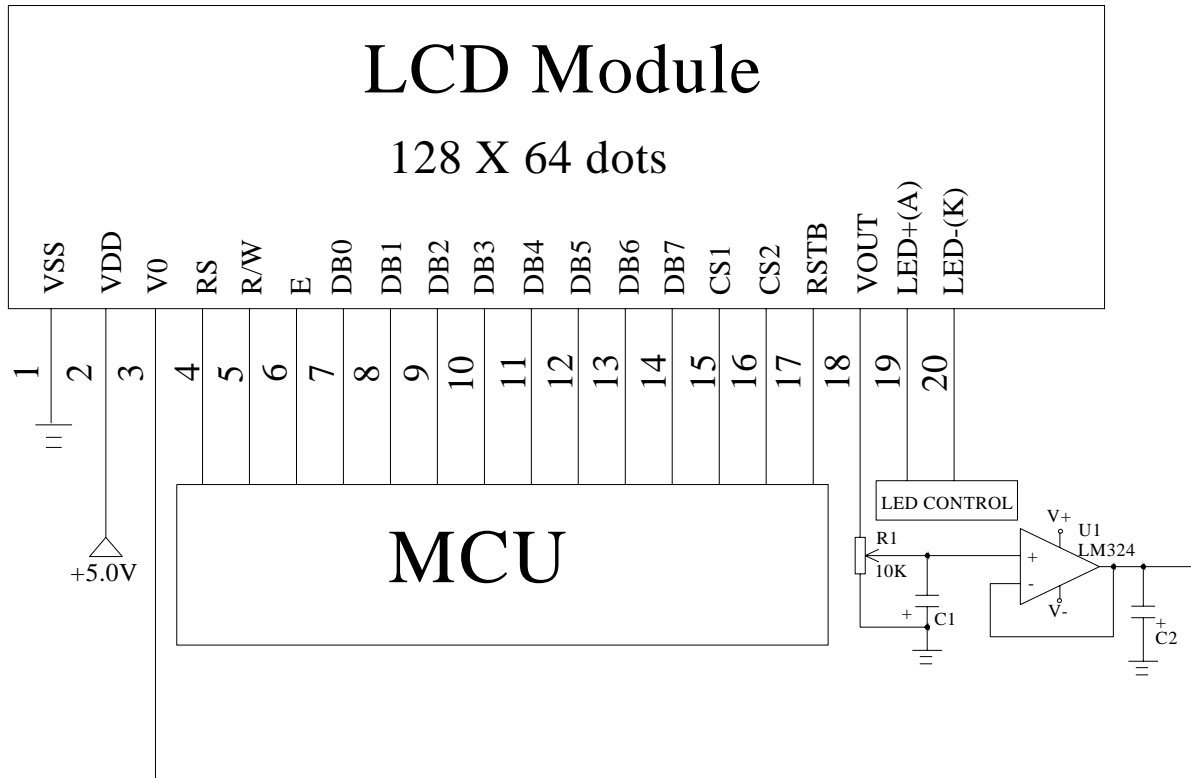 LCD Module
128 X 64 dots
VSS
VDD
V0
RS
R/W
E
DB0
DB1
DB2
DB3
DB4
DB5
DB6
DB7
CS1
CS2
RSTB
VOUT
LED+(A)
LED-(K)
1
2
3
4
5
6
7
8
9
10
11
12
13
14
15
16
17
18
19
20
LED CONTROL
MCU
+5.0V
R1
10K
+
C1
V+
U1
LM324
+
-
V-
+
C2